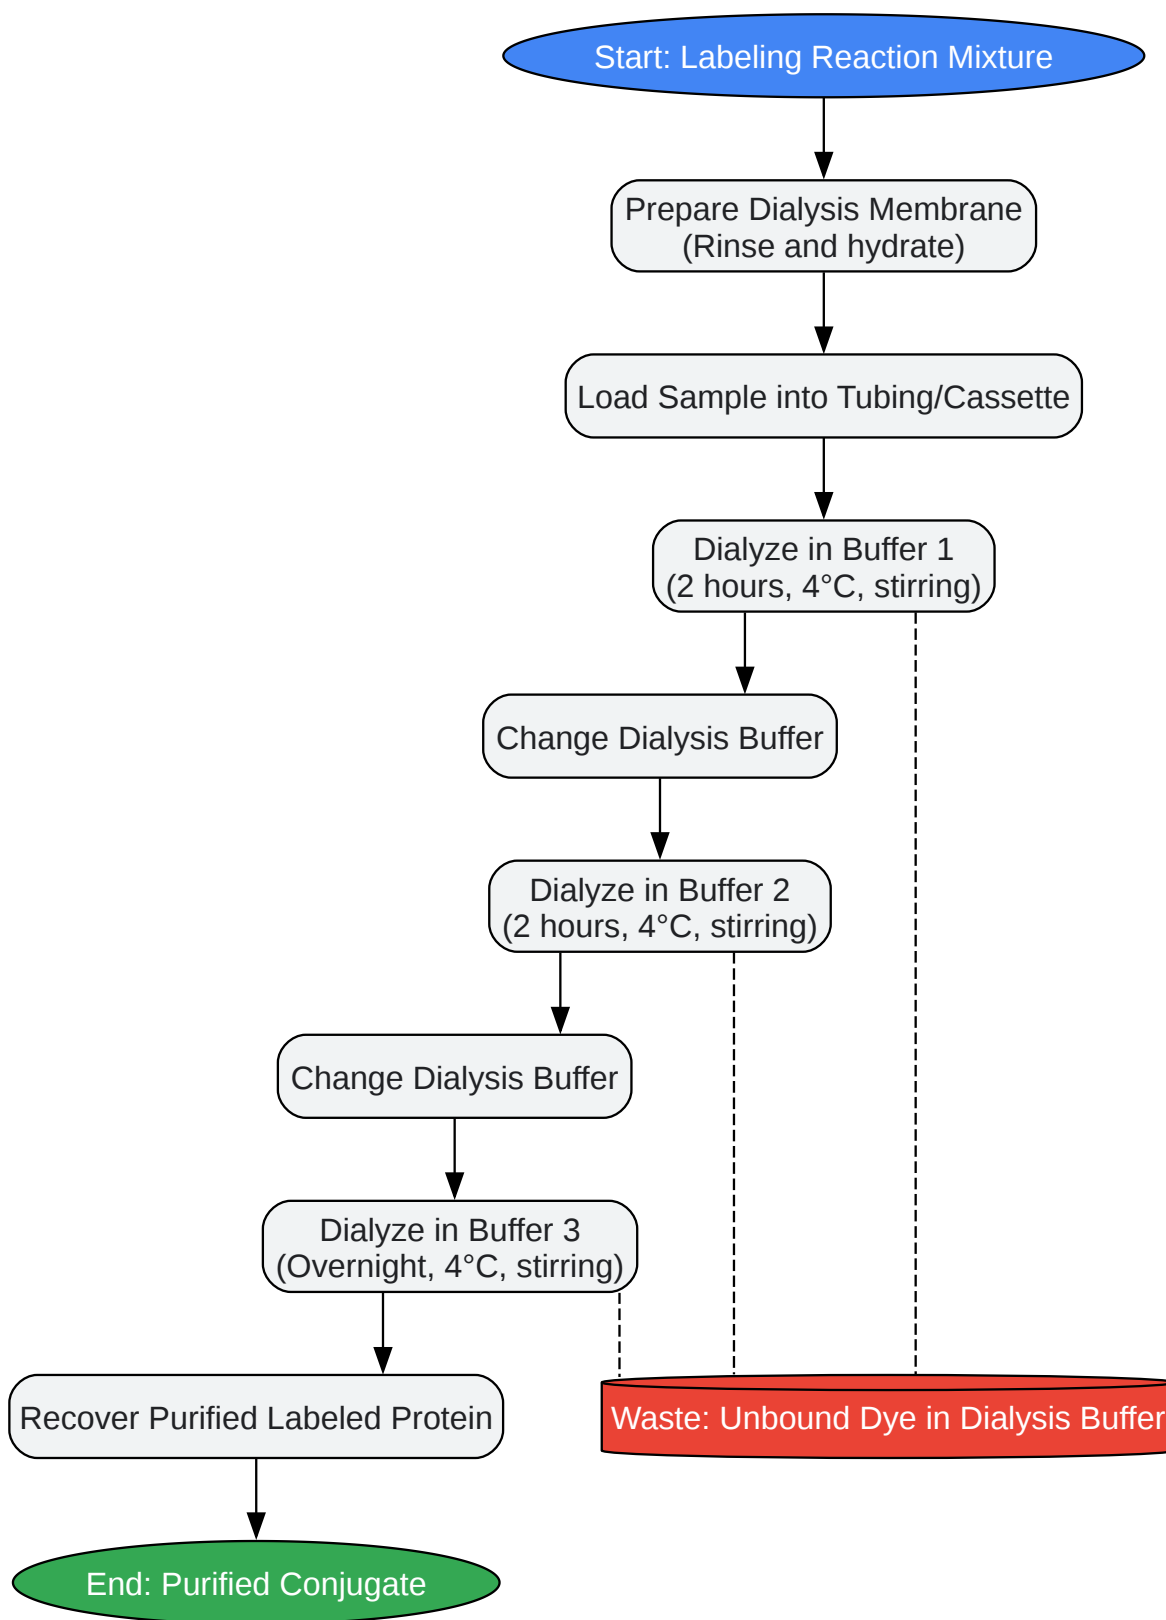 Start: Labeling Reaction Mixture
Prepare Dialysis Membrane
(Rinse and hydrate)
Load Sample into Tubing/Cassette
Dialyze in Buffer 1
(2 hours, 4°C, stirring)
Change Dialysis Buffer
Dialyze in Buffer 2
(2 hours, 4°C, stirring)
Change Dialysis Buffer
Dialyze in Buffer 3
(Overnight, 4°C, stirring)
Recover Purified Labeled Protein
Waste: Unbound Dye in Dialysis Buffer
End: Purified Conjugate